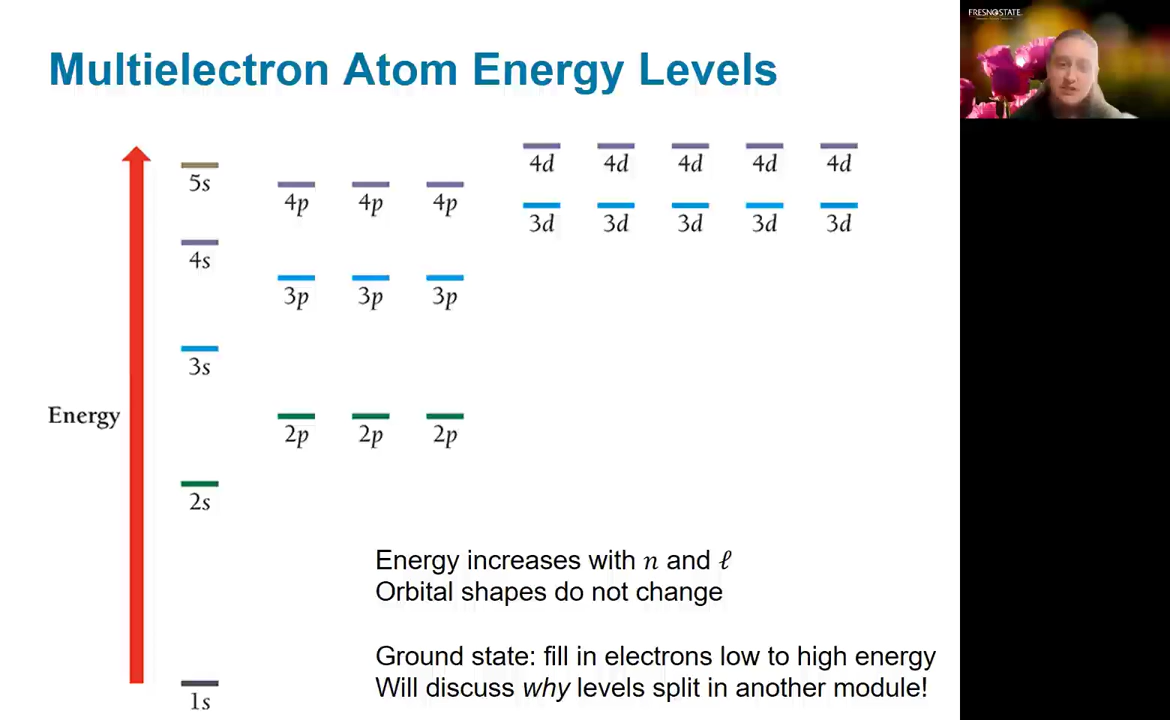 FRESNO STATE
Multielectron Atom Energy Levels
4d 4d 4d 4d 4d
5s
4p 4p 4p
3d 3d 3d 3d 3d
4s
3p 3p 3p
3s
Energy
2p 2p 2p
2s
Energy increases with n and ℓ
Orbital shapes do not change
Ground state: fill in electrons low to high energy
Will discuss why levels split in another module!
1s